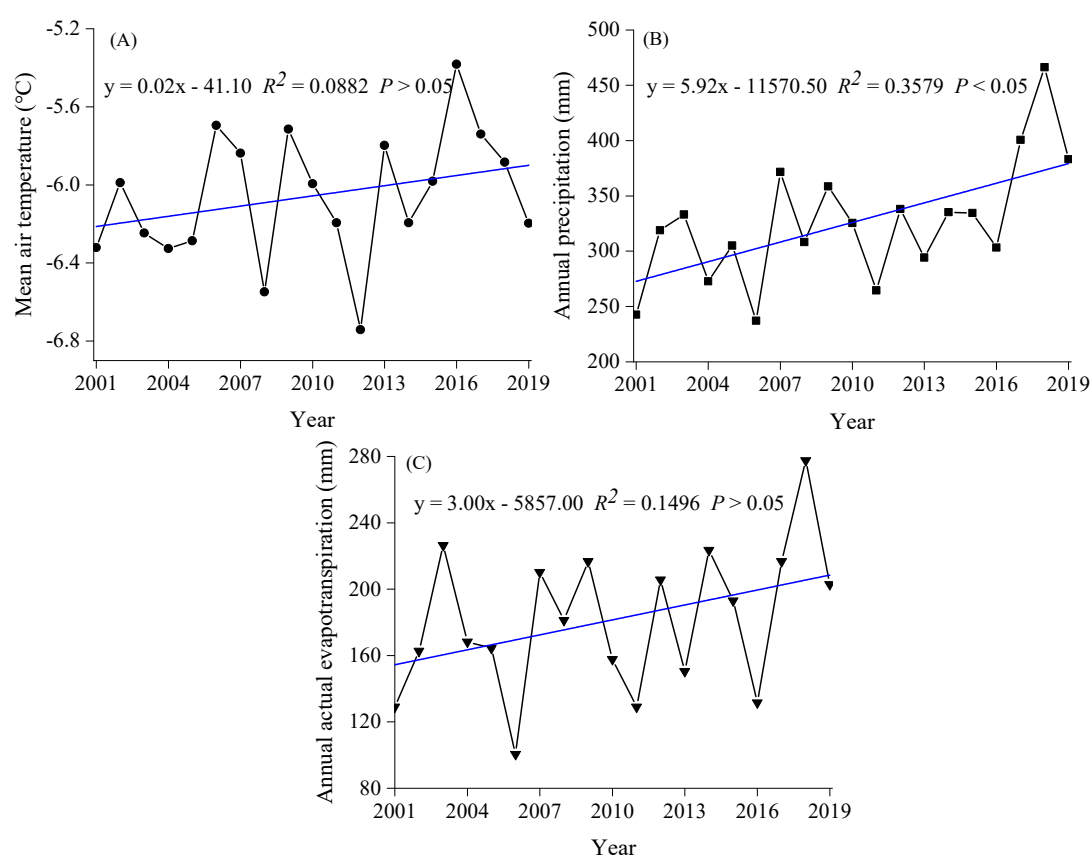 (A)
y = 0.02x - 41.10 R² = 0.0882 P > 0.05
Mean air temperature (℃)
-5.2
-5.6
-6.0
-6.4
-6.8
2001 2004 2007 2010 2013 2016 2019
Year
(B)
y = 5.92x - 11570.50 R² = 0.3579 P < 0.05
Annual precipitation (mm)
500
450
400
350
300
250
200
2001 2004 2007 2010 2013 2016 2019
Year
(C)
y = 3.00x - 5857.00 R² = 0.1496 P > 0.05
Annual actual evapotranspiration (mm)
280
240
200
160
120
80
2001 2004 2007 2010 2013 2016 2019
Year